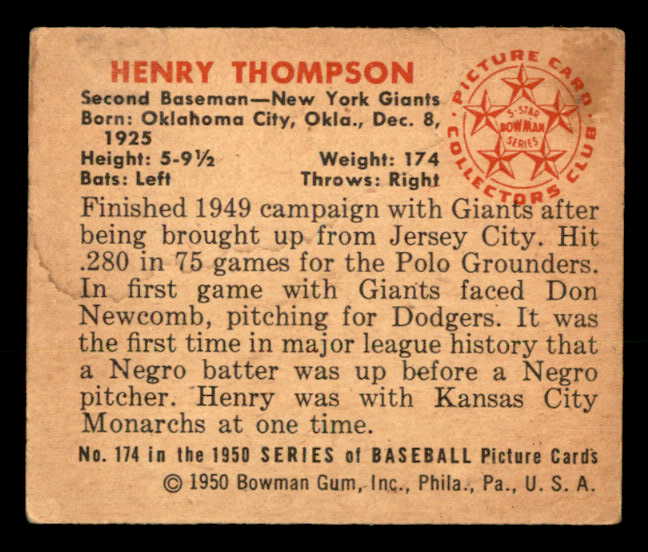 HENRY THOMPSON
Second Baseman—New York Giants
Born: Oklahoma City, Okla., Dec. 8,
1925
Height: 5-9½ Weight: 174
Bats: Left Throws: Right
PICTURE CARD
COLLECTORS CLUB
5-STAR
BOWMAN
SERIES
Finished 1949 campaign with Giants after
being brought up from Jersey City. Hit
.280 in 75 games for the Polo Grounders.
In first game with Giants faced Don
Newcomb, pitching for Dodgers. It was
the first time in major league history that
a Negro batter was up before a Negro
pitcher. Henry was with Kansas City
Monarchs at one time.
No. 174 in the 1950 SERIES of BASEBALL Picture Cards
© 1950 Bowman Gum, Inc., Phila., Pa., U. S. A.